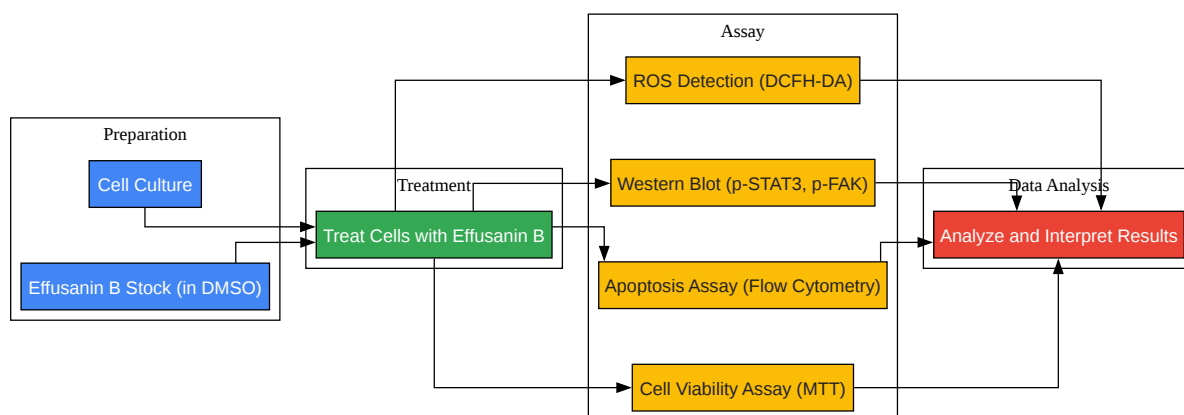 Preparation
Cell Culture
Effusanin B Stock (in DMSO)
Treatment
Treat Cells with Effusanin B
Assay
ROS Detection (DCFH-DA)
Western Blot (p-STAT3, p-FAK)
Apoptosis Assay (Flow Cytometry)
Cell Viability Assay (MTT)
Data Analysis
Analyze and Interpret Results